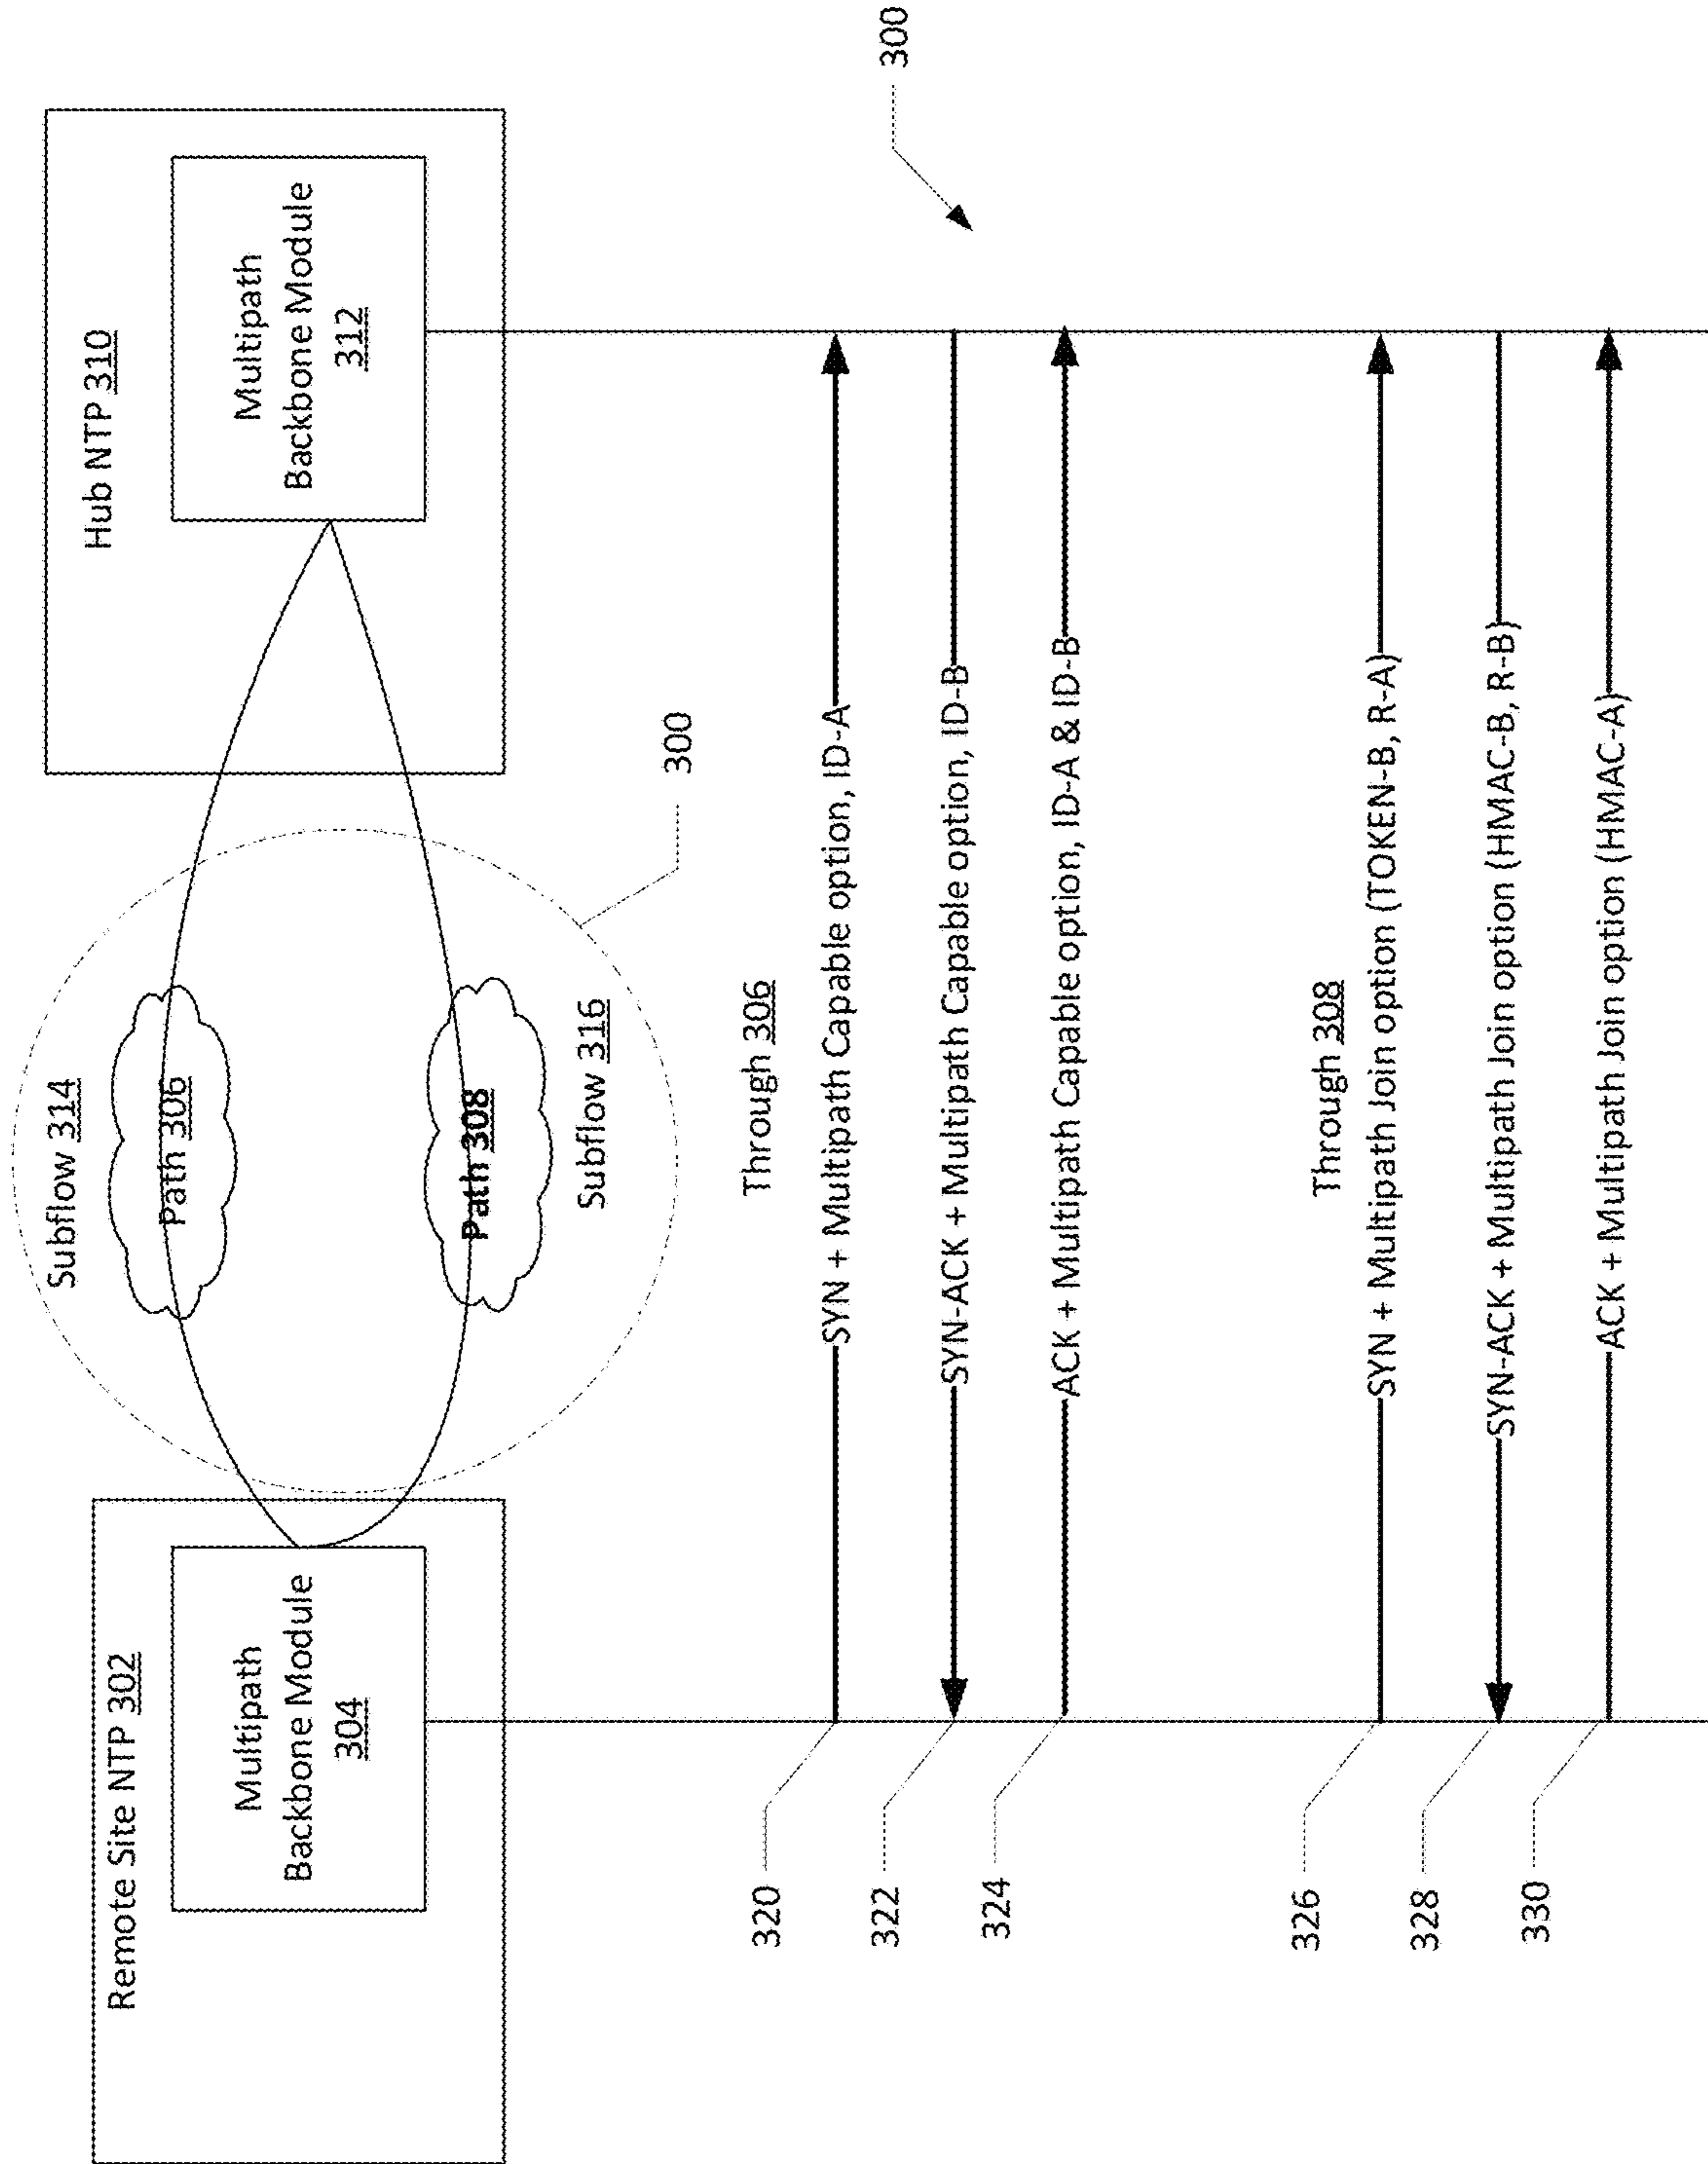 Remote Site NTP 302
Multipath
Backbone Module
304
Subflow 314
Path 306
Path 308
Subflow 316
300
Hub NTP 310
Multipath
Backbone Module
312
Through 306
320
SYN + Multipath Capable option, ID-A
322
SYN-ACK + Multipath Capable option, ID-B
300
324
ACK + Multipath Capable option, ID-A & ID-B
Through 308
326
SYN + Multipath Join option (TOKEN-B, R-A)
328
SYN-ACK + Multipath Join option (HMAC-B, R-B)
330
ACK + Multipath Join option (HMAC-A)